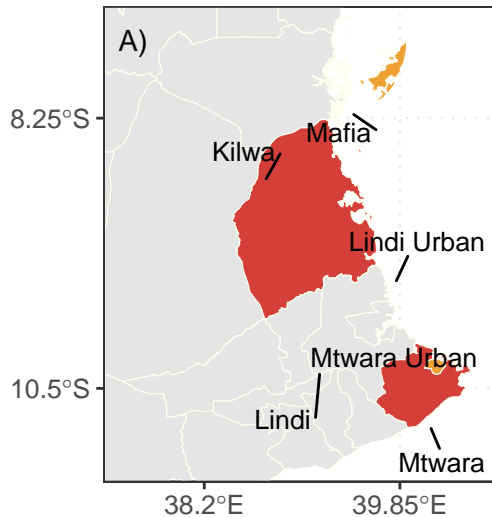 A)
8.25°S
Mafia
Kilwa
Lindi Urban
Mtwara Urban
10.5°S
Lindi
Mtwara
38.2°E
39.85°E